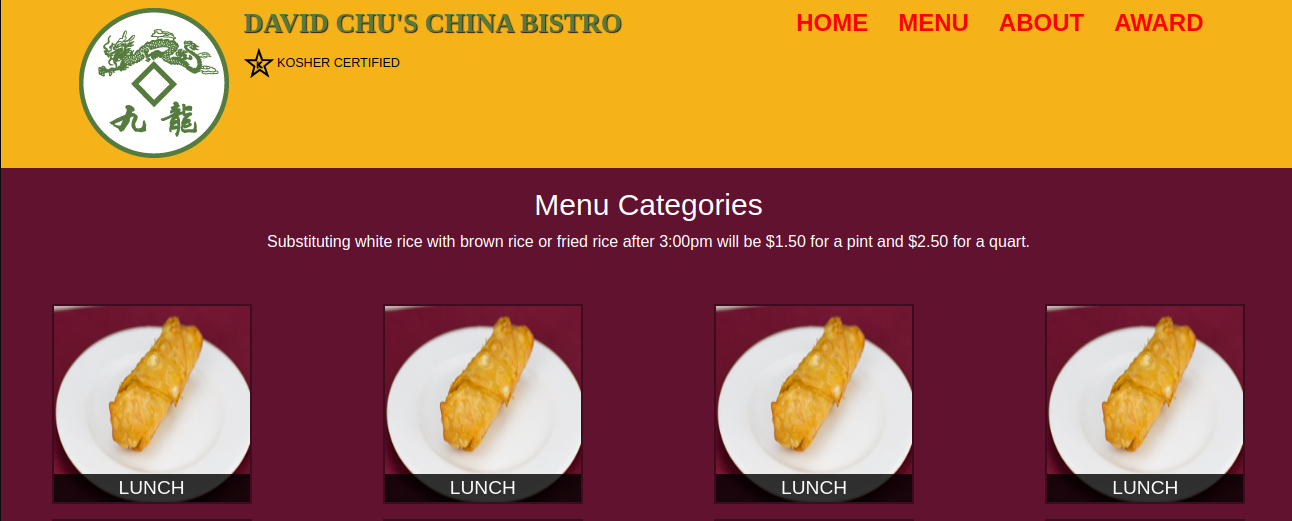 DAVID CHU'S CHINA BISTRO
HOME MENU ABOUT AWARD
K KOSHER CERTIFIED
九 龍
Menu Categories
Substituting white rice with brown rice or fried rice after 3:00pm will be $1.50 for a pint and $2.50 for a quart.
LUNCH LUNCH LUNCH LUNCH